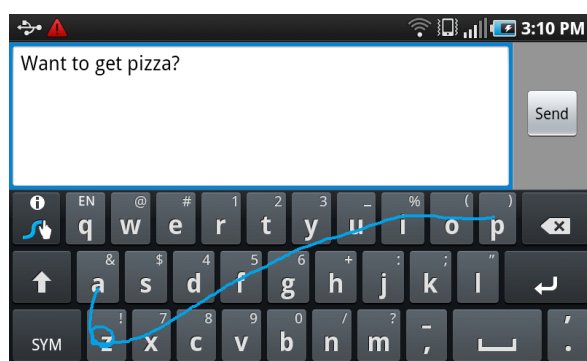 3:10 PM
Want to get pizza?
Send
EN @ # 1 2 3 _ % ( )
q w e r t y u i o p
& $ 4 5 6 + : ; "
a s d f g h j k l
! 7 8 9 0 / ? '
SYM z x c v b n m - , .